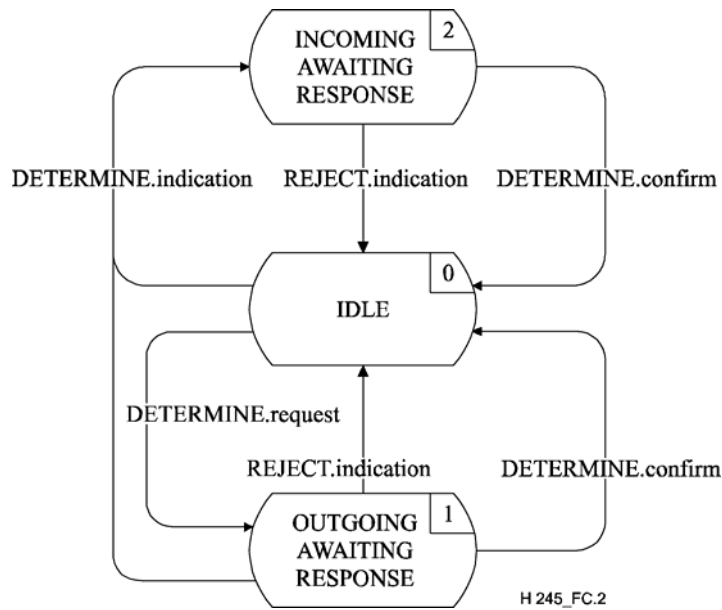 INCOMING
AWAITING
RESPONSE
2
DETERMINE.indication
REJECT.indication
DETERMINE.confirm
0
IDLE
DETERMINE.request
REJECT.indication
DETERMINE.confirm
OUTGOING
AWAITING
RESPONSE
1
H 245_FC.2